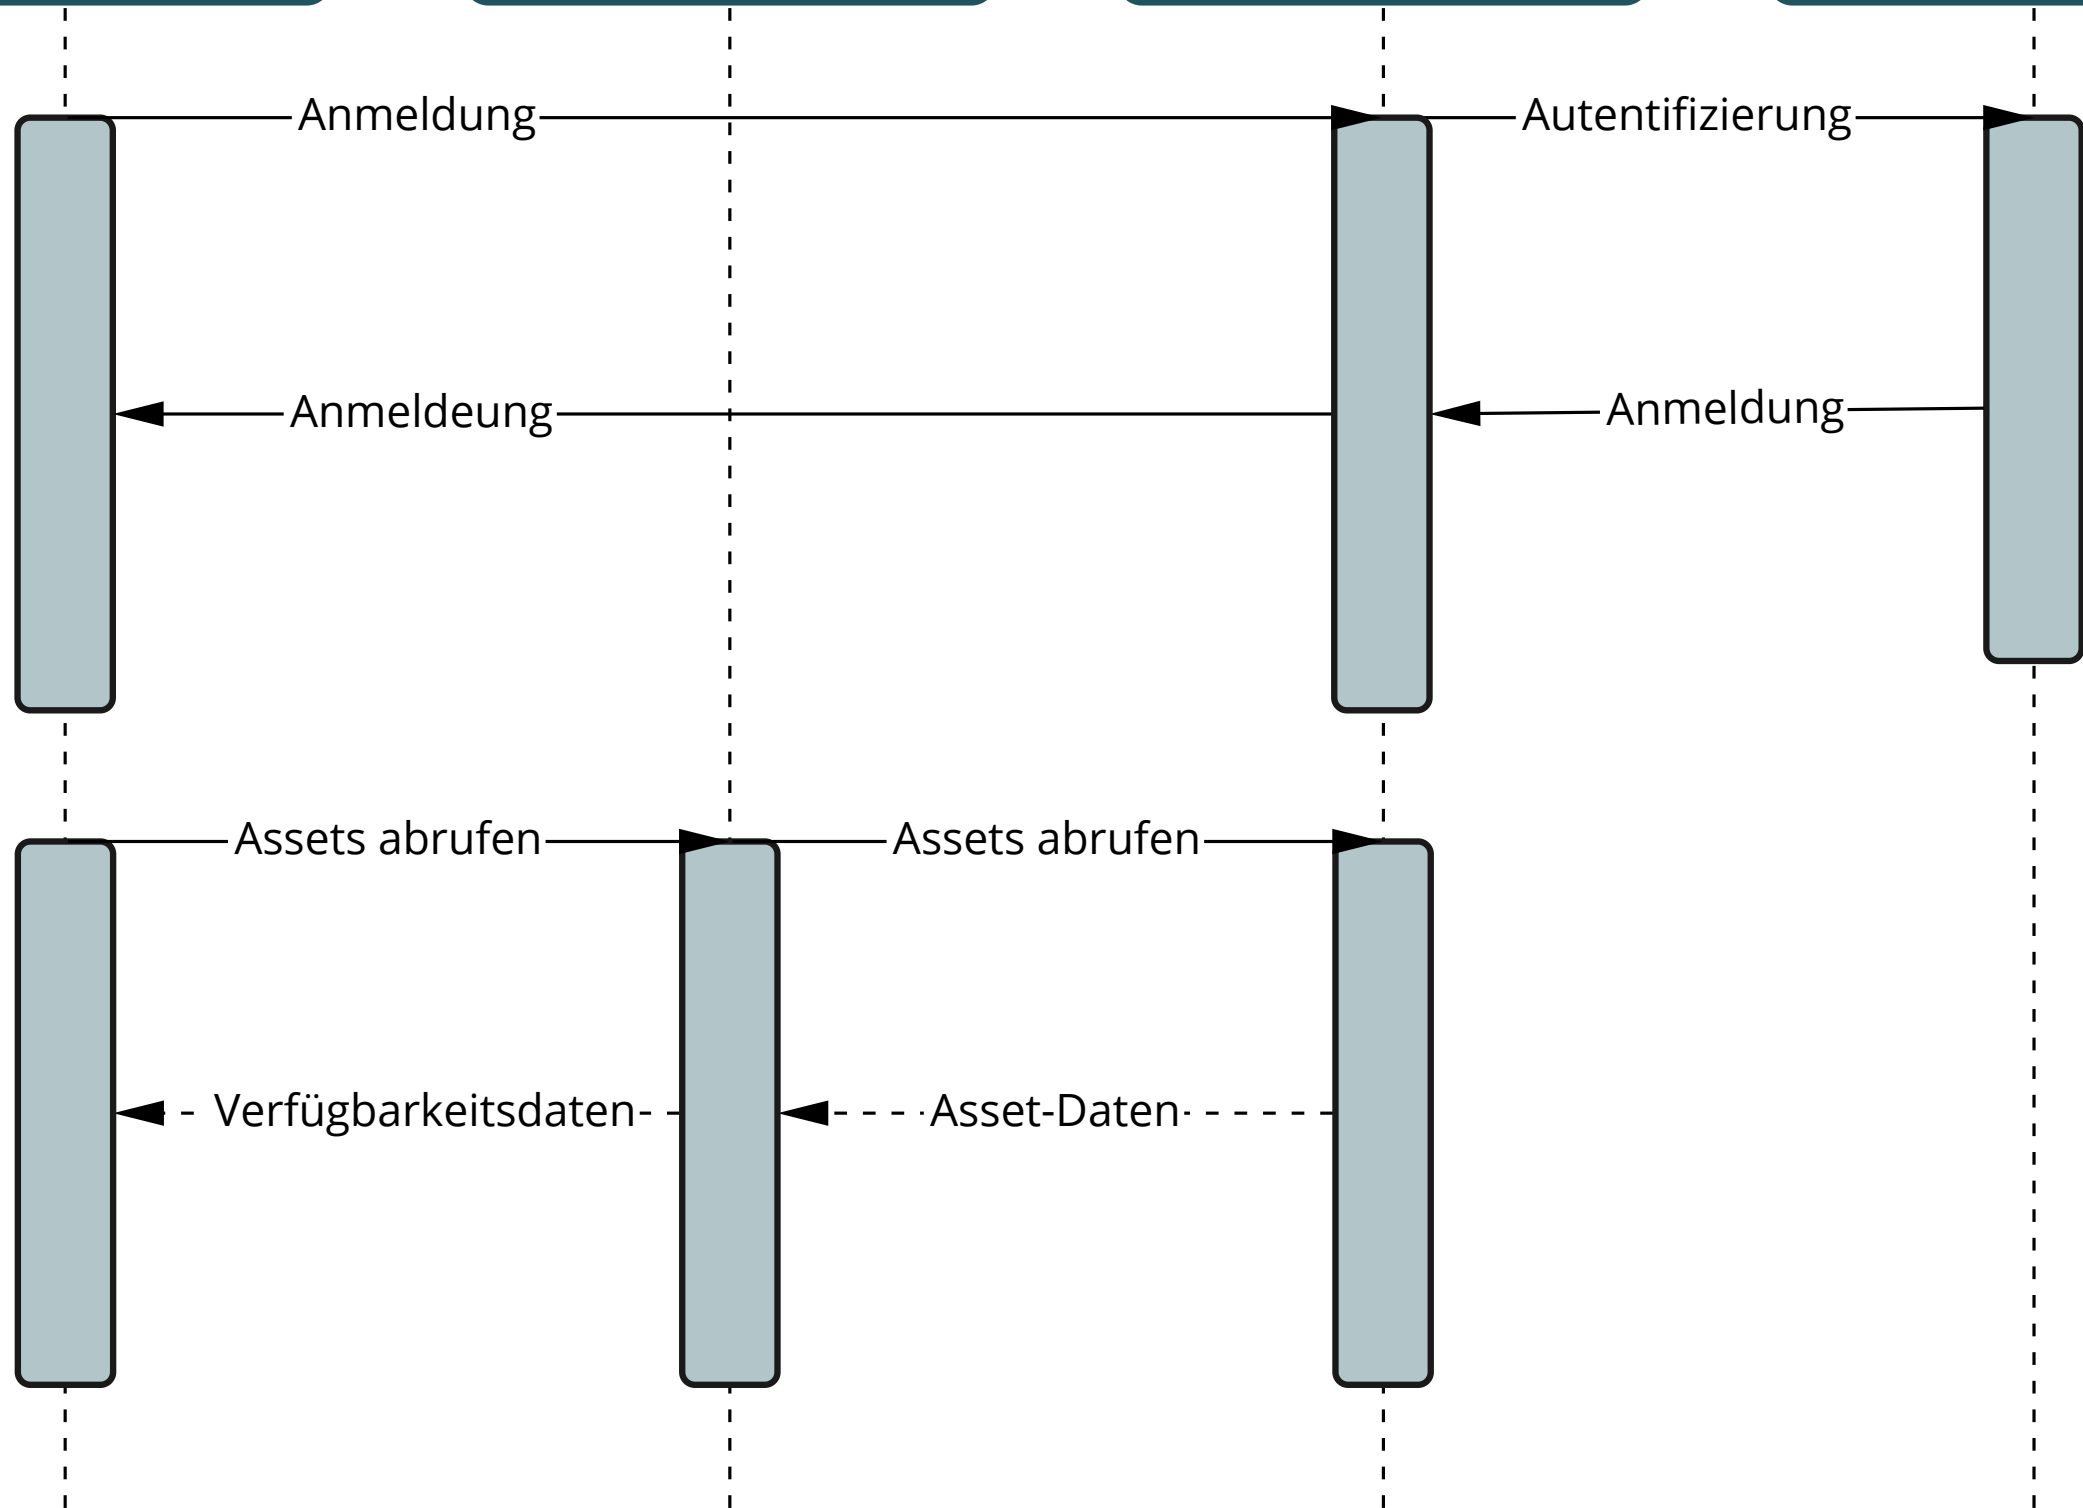 Anmeldung
Autentifizierung
Anmeldeung
Anmeldung
Assets abrufen
Assets abrufen
Verfügbarkeitsdaten
Asset-Daten